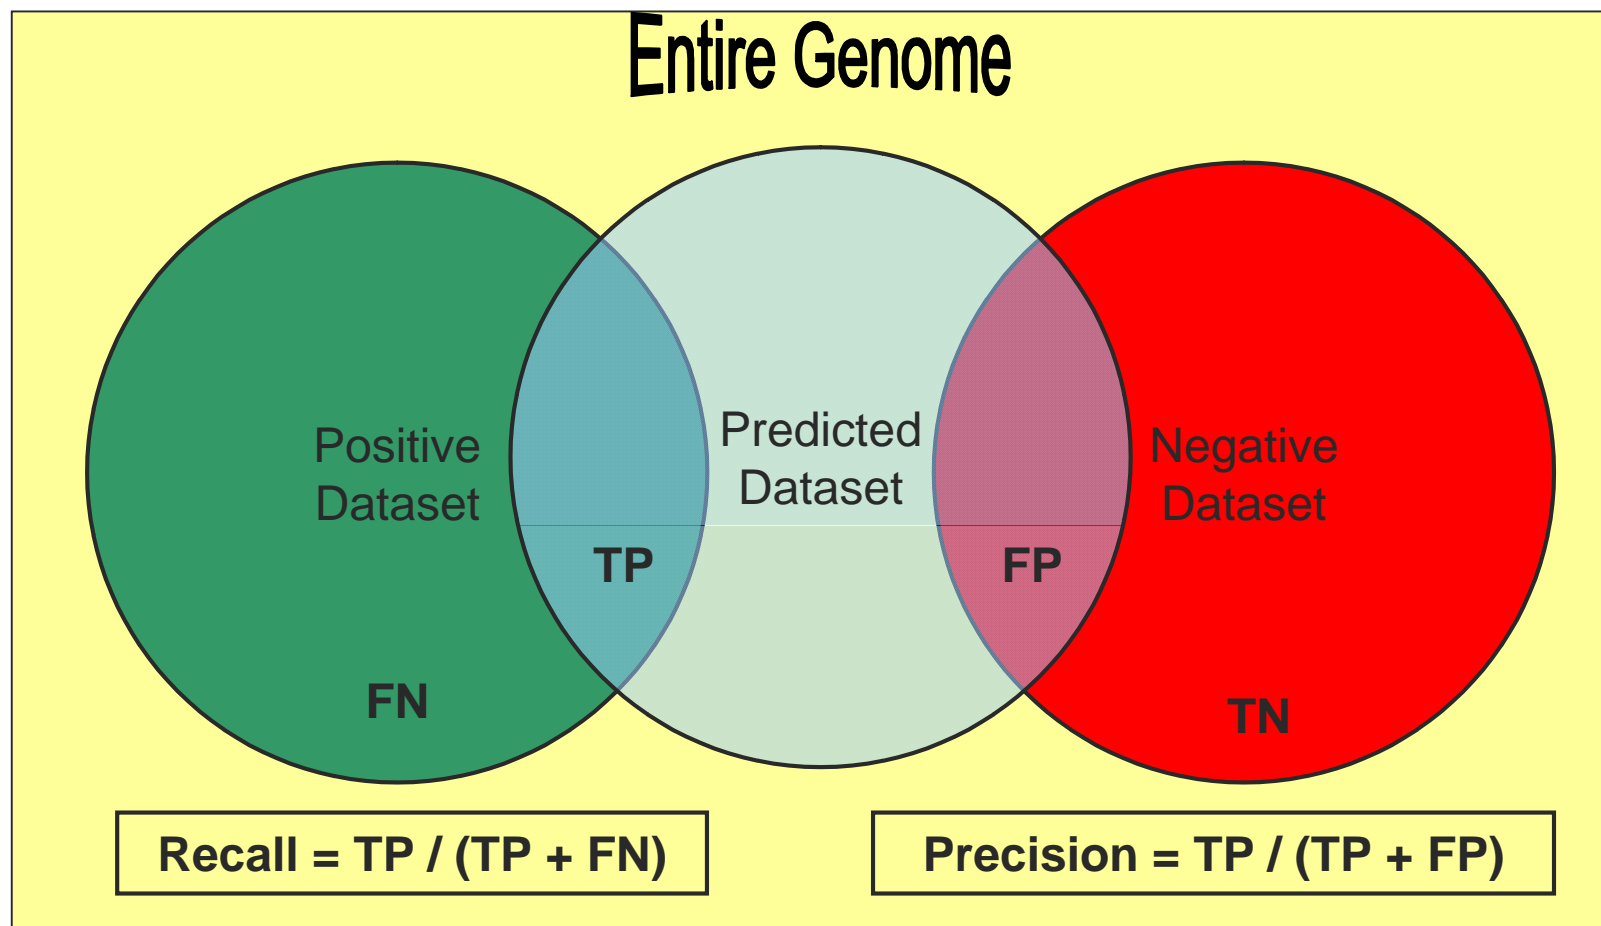 Entire Genome
Positive
Dataset
Predicted
Dataset
Negative
Dataset
TP
FP
FN
TN
Recall = TP / (TP + FN)
Precision = TP / (TP + FP)